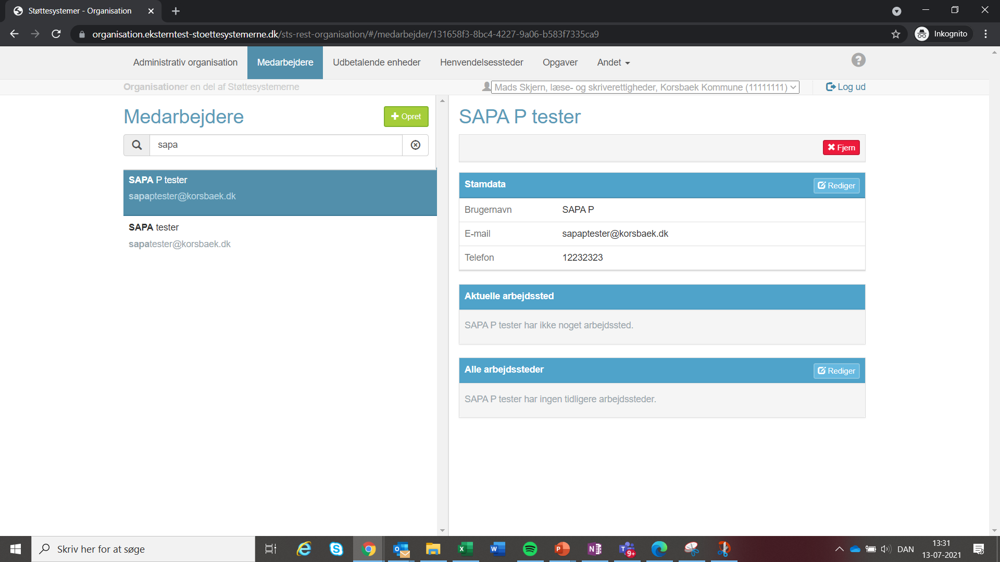 Støttesystemer - Organisation
organisation.eksterntest-stoettesystemerne.dk/sts-rest-organisation/#/medarbejder/131658f3-8bc4-4227-9a06-b583f7335ca9
Inkognito
Administrativ organisation
Medarbejdere
Udbetalende enheder
Henvendelsessteder
Opgaver
Andet
Organisationer en del af Støttesystemerne
Mads Skjern, læse- og skriverettigheder, Korsbaek Kommune (11111111)
Log ud
Medarbejdere
Opret
sapa
SAPA P tester
sapaptester@korsbaek.dk
SAPA tester
sapatester@korsbaek.dk
SAPA P tester
Fjern
Stamdata
Rediger
Brugernavn SAPA P
E-mail sapaptester@korsbaek.dk
Telefon 12232323
Aktuelle arbejdssted
SAPA P tester har ikke noget arbejdssted.
Alle arbejdssteder
Rediger
SAPA P tester har ingen tidligere arbejdssteder.
Skriv her for at søge
9+
DAN
13:31
13-07-2021